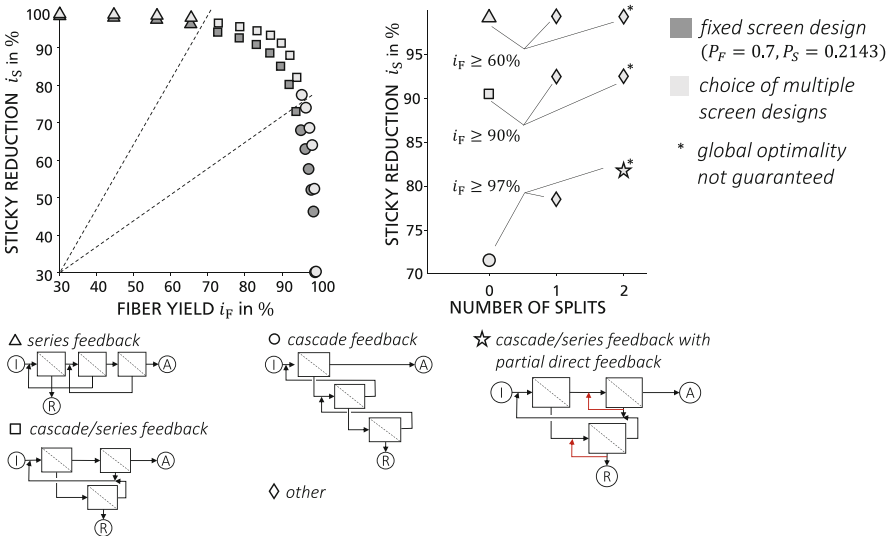 100
90
80
70
60
50
40
30
30
40
50
60
70
80
90
100
STICKY REDUCTION iS in %
FIBER YIELD iF in %
95
90
85
80
75
70
0
1
2
STICKY REDUCTION iS in %
NUMBER OF SPLITS
iF ≥ 60%
iF ≥ 90%
iF ≥ 97%
*
*
*
fixed screen design
(PF = 0.7, PS = 0.2143)
choice of multiple
screen designs
* global optimality
not guaranteed
series feedback
I
A
R
cascade/series feedback
I
A
R
cascade feedback
I
A
R
other
cascade/series feedback with
partial direct feedback
I
A
R